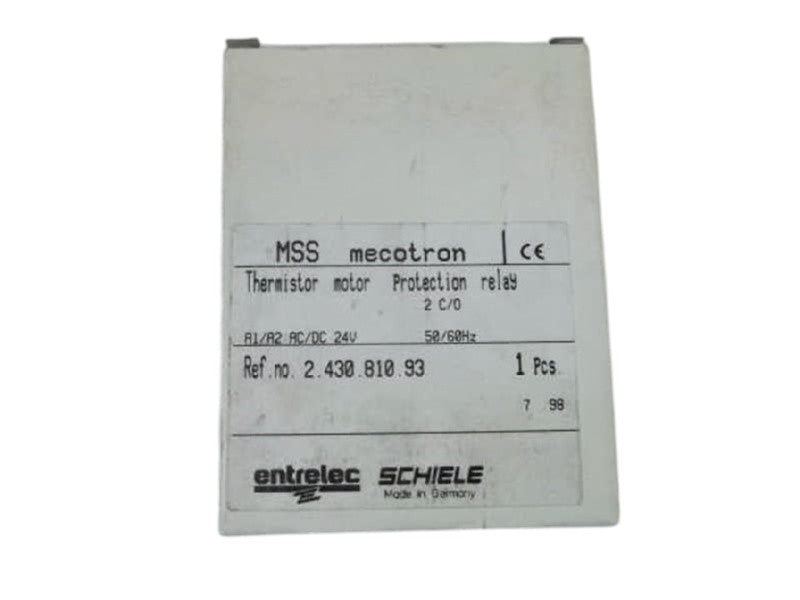 MSS mecotron CE
Thermistor motor Protection relay
2 C/O
A1/A2 AC/DC 24V 50/60Hz
Ref.no. 2.430.810.93 1 Pcs.
7 98
entrelec SCHIELE
Made in Germany